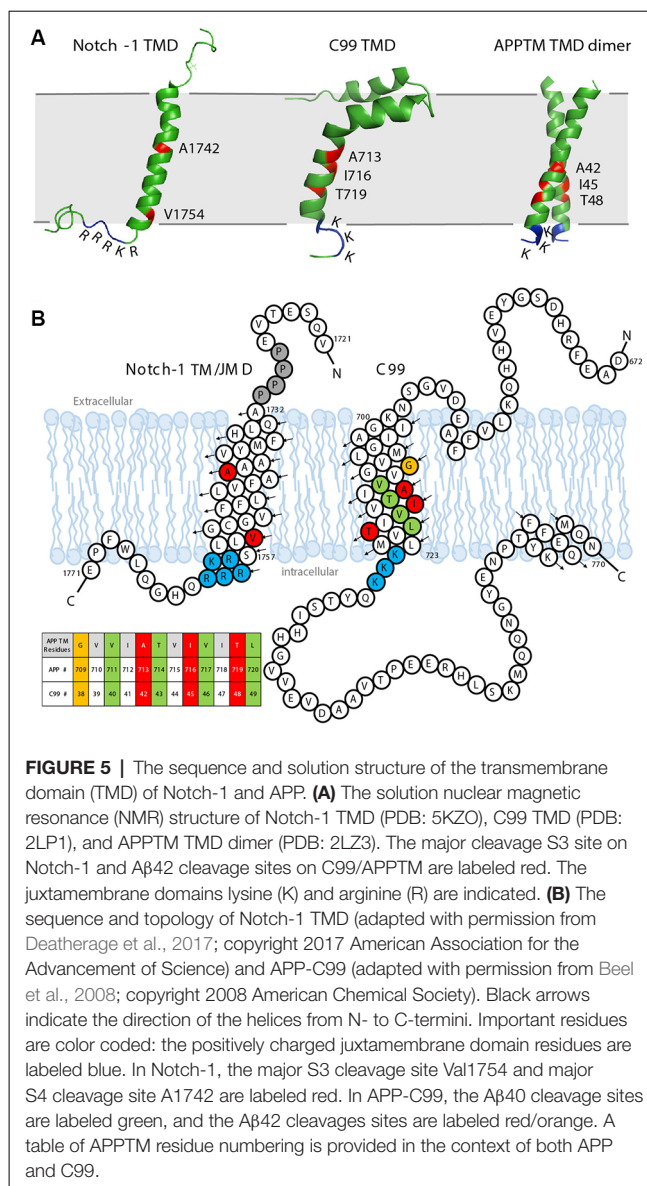 A
Notch -1 TMD
C99 TMD
APPTM TMD dimer
A1742
V1754
R R R K R
A713
I716
T719
K
K
K
A42
I45
T48
K
K
K
B
Notch-1 TM/JMD
C99
V T E S Q V
1721
N
E P P P P
Extracellular
A
1732
H L Q
V Y M F
A A A A
L V F A
F F L
G C G V
L L V
K R S
1757
R R R
intracellular
1771
E P F W L Q G H Q
C
E Y G S D H R F E A D
672
N
V H H Q K L V F F A E D V G S N K
700
G A I I
L G M G
G V V
V A
I T I
V V L
T I
M V L
723
K
K
K
Q Y T S I H H G V V E V D A A V T P E E R H L S K M Q Q N G Y N E P T Y K E Q
F F M Q N
770
C
APP TM Residues G V V I A T V I V I T L
APP # 709 710 711 712 713 714 715 716 717 718 719 720
C99 # 38 39 40 41 42 43 44 45 46 47 48 49
FIGURE 5 | The sequence and solution structure of the transmembrane
domain (TMD) of Notch-1 and APP. (A) The solution nuclear magnetic
resonance (NMR) structure of Notch-1 TMD (PDB: 5KZO), C99 TMD (PDB:
2LP1), and APPTM TMD dimer (PDB: 2LZ3). The major cleavage S3 site on
Notch-1 and Aβ42 cleavage sites on C99/APPTM are labeled red. The
juxtamembrane domains lysine (K) and arginine (R) are indicated. (B) The
sequence and topology of Notch-1 TMD (adapted with permission from
Deatherage et al., 2017; copyright 2017 American Association for the
Advancement of Science) and APP-C99 (adapted with permission from Beel
et al., 2008; copyright 2008 American Chemical Society). Black arrows
indicate the direction of the helices from N- to C-termini. Important residues
are color coded: the positively charged juxtamembrane domain residues are
labeled blue. In Notch-1, the major S3 cleavage site Val1754 and major
S4 cleavage site A1742 are labeled red. In APP-C99, the Aβ40 cleavage sites
are labeled green, and the Aβ42 cleavages sites are labeled red/orange. A
table of APPTM residue numbering is provided in the context of both APP
and C99.